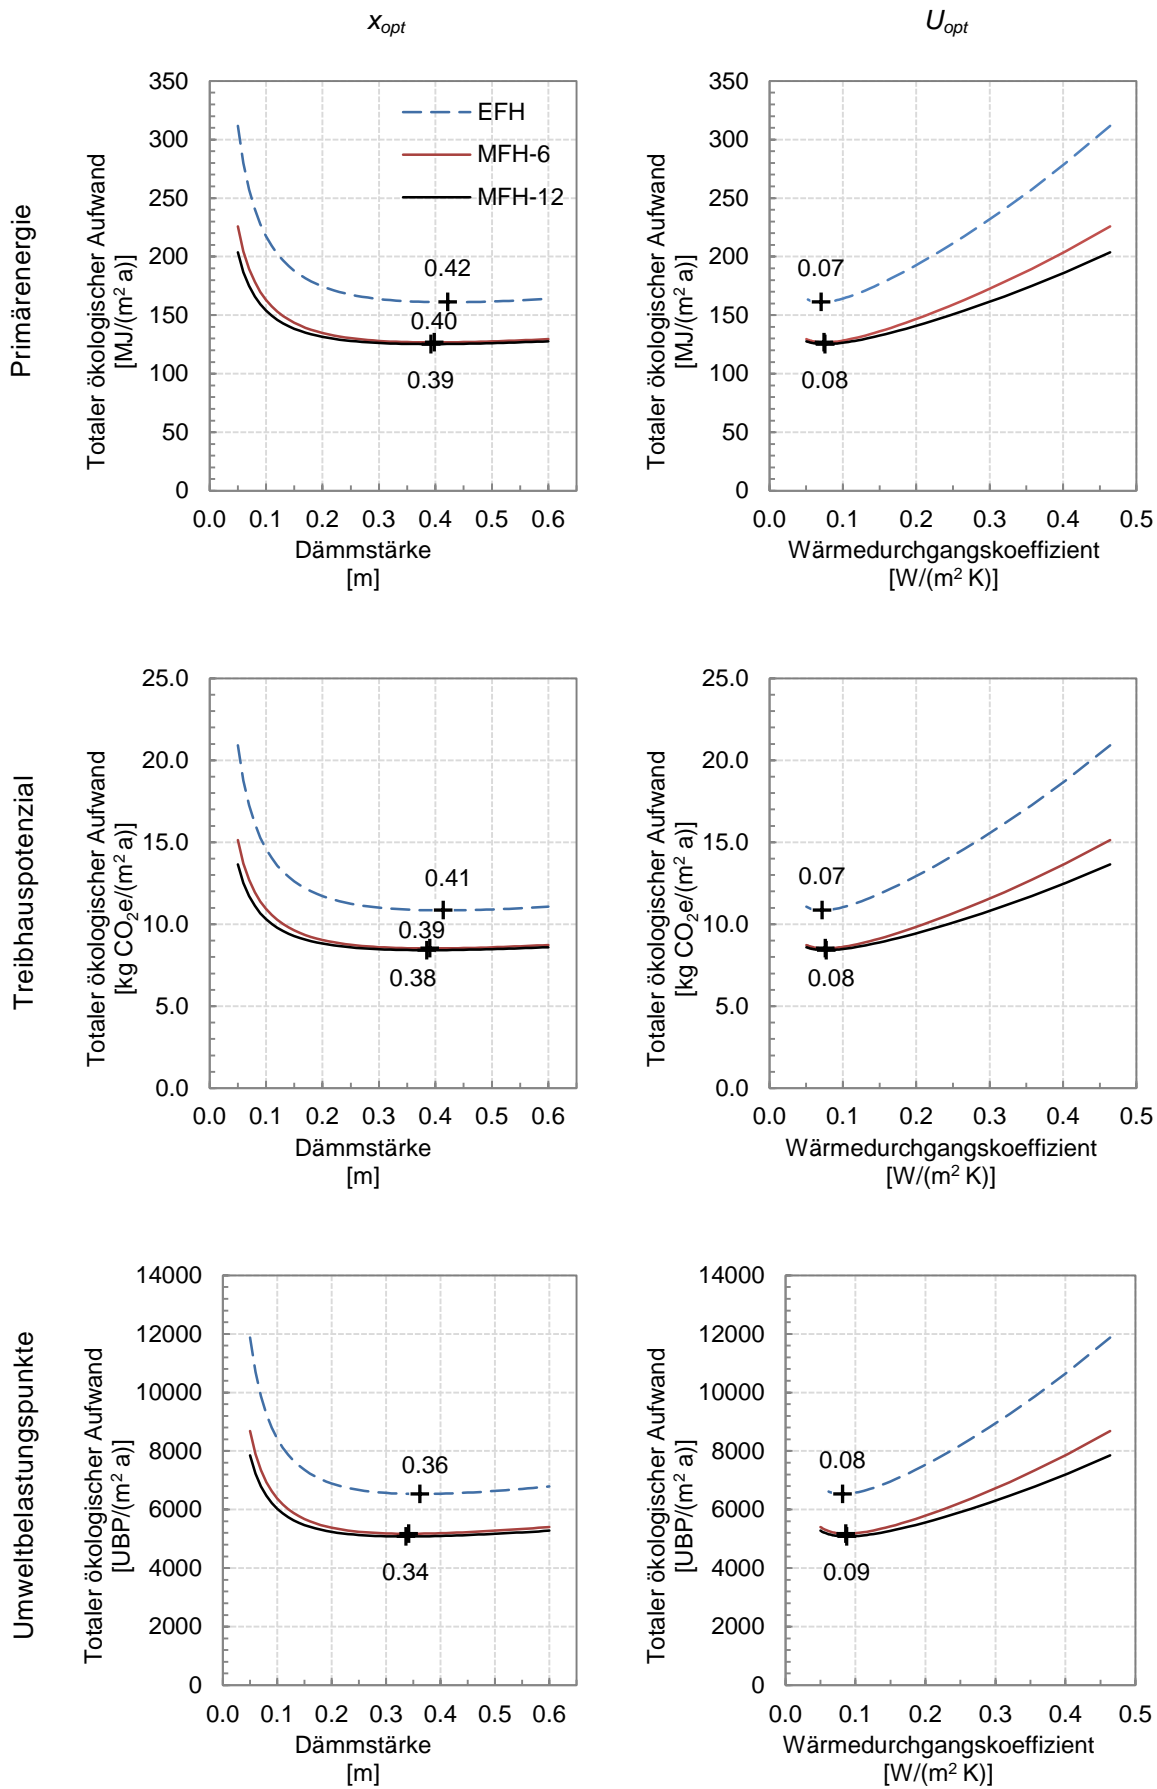 x_opt
U_opt
Primärenergie
Totaler ökologischer Aufwand
[MJ/(m² a)]
350
300
250
200
150
100
50
0
EFH
MFH-6
MFH-12
0.42
0.40
0.39
0.0 0.1 0.2 0.3 0.4 0.5 0.6
Dämmstärke
[m]
Totaler ökologischer Aufwand
[MJ/(m² a)]
350
300
250
200
150
100
50
0
0.07
0.08
0.0 0.1 0.2 0.3 0.4 0.5
Wärmedurchgangskoeffizient
[W/(m² K)]
Treibhauspotenzial
Totaler ökologischer Aufwand
[kg CO₂e/(m² a)]
25.0
20.0
15.0
10.0
5.0
0.0
0.41
0.39
0.38
0.0 0.1 0.2 0.3 0.4 0.5 0.6
Dämmstärke
[m]
Totaler ökologischer Aufwand
[kg CO₂e/(m² a)]
25.0
20.0
15.0
10.0
5.0
0.0
0.07
0.08
0.0 0.1 0.2 0.3 0.4 0.5
Wärmedurchgangskoeffizient
[W/(m² K)]
Umweltbelastungspunkte
Totaler ökologischer Aufwand
[UBP/(m² a)]
14000
12000
10000
8000
6000
4000
2000
0
0.36
0.34
0.0 0.1 0.2 0.3 0.4 0.5 0.6
Dämmstärke
[m]
Totaler ökologischer Aufwand
[UBP/(m² a)]
14000
12000
10000
8000
6000
4000
2000
0
0.08
0.09
0.0 0.1 0.2 0.3 0.4 0.5
Wärmedurchgangskoeffizient
[W/(m² K)]